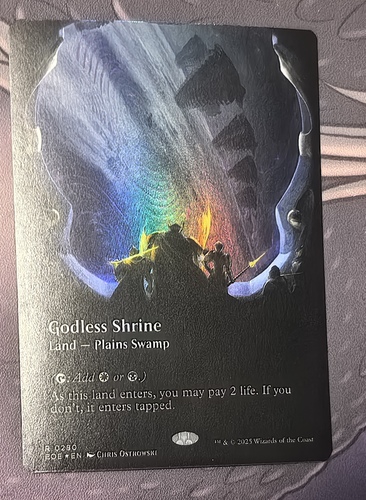 Godless Shrine
Land — Plains Swamp
(: Add or .)
As this land enters, you may pay 2 life. If you
don't, it enters tapped.
R 0280
EOE ★ EN Chris Ostrowski
™ & © 2025 Wizards of the Coast